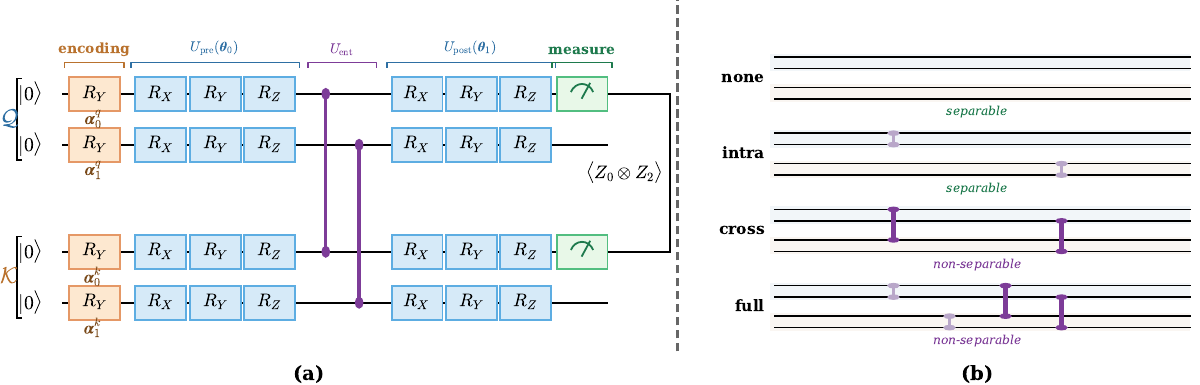 encoding U_pre(θ_0) U_ent U_post(θ_1) measure
Q |0⟩ R_Y R_X R_Y R_Z R_X R_Y R_Z
α_0^q
|0⟩ R_Y R_X R_Y R_Z R_X R_Y R_Z
α_1^q
⟨Z_0 ⊗ Z_2⟩
K |0⟩ R_Y R_X R_Y R_Z R_X R_Y R_Z
α_0^k
|0⟩ R_Y R_X R_Y R_Z R_X R_Y R_Z
α_1^k
(a)
none
separable
intra
separable
cross
non-separable
full
non-separable
(b)